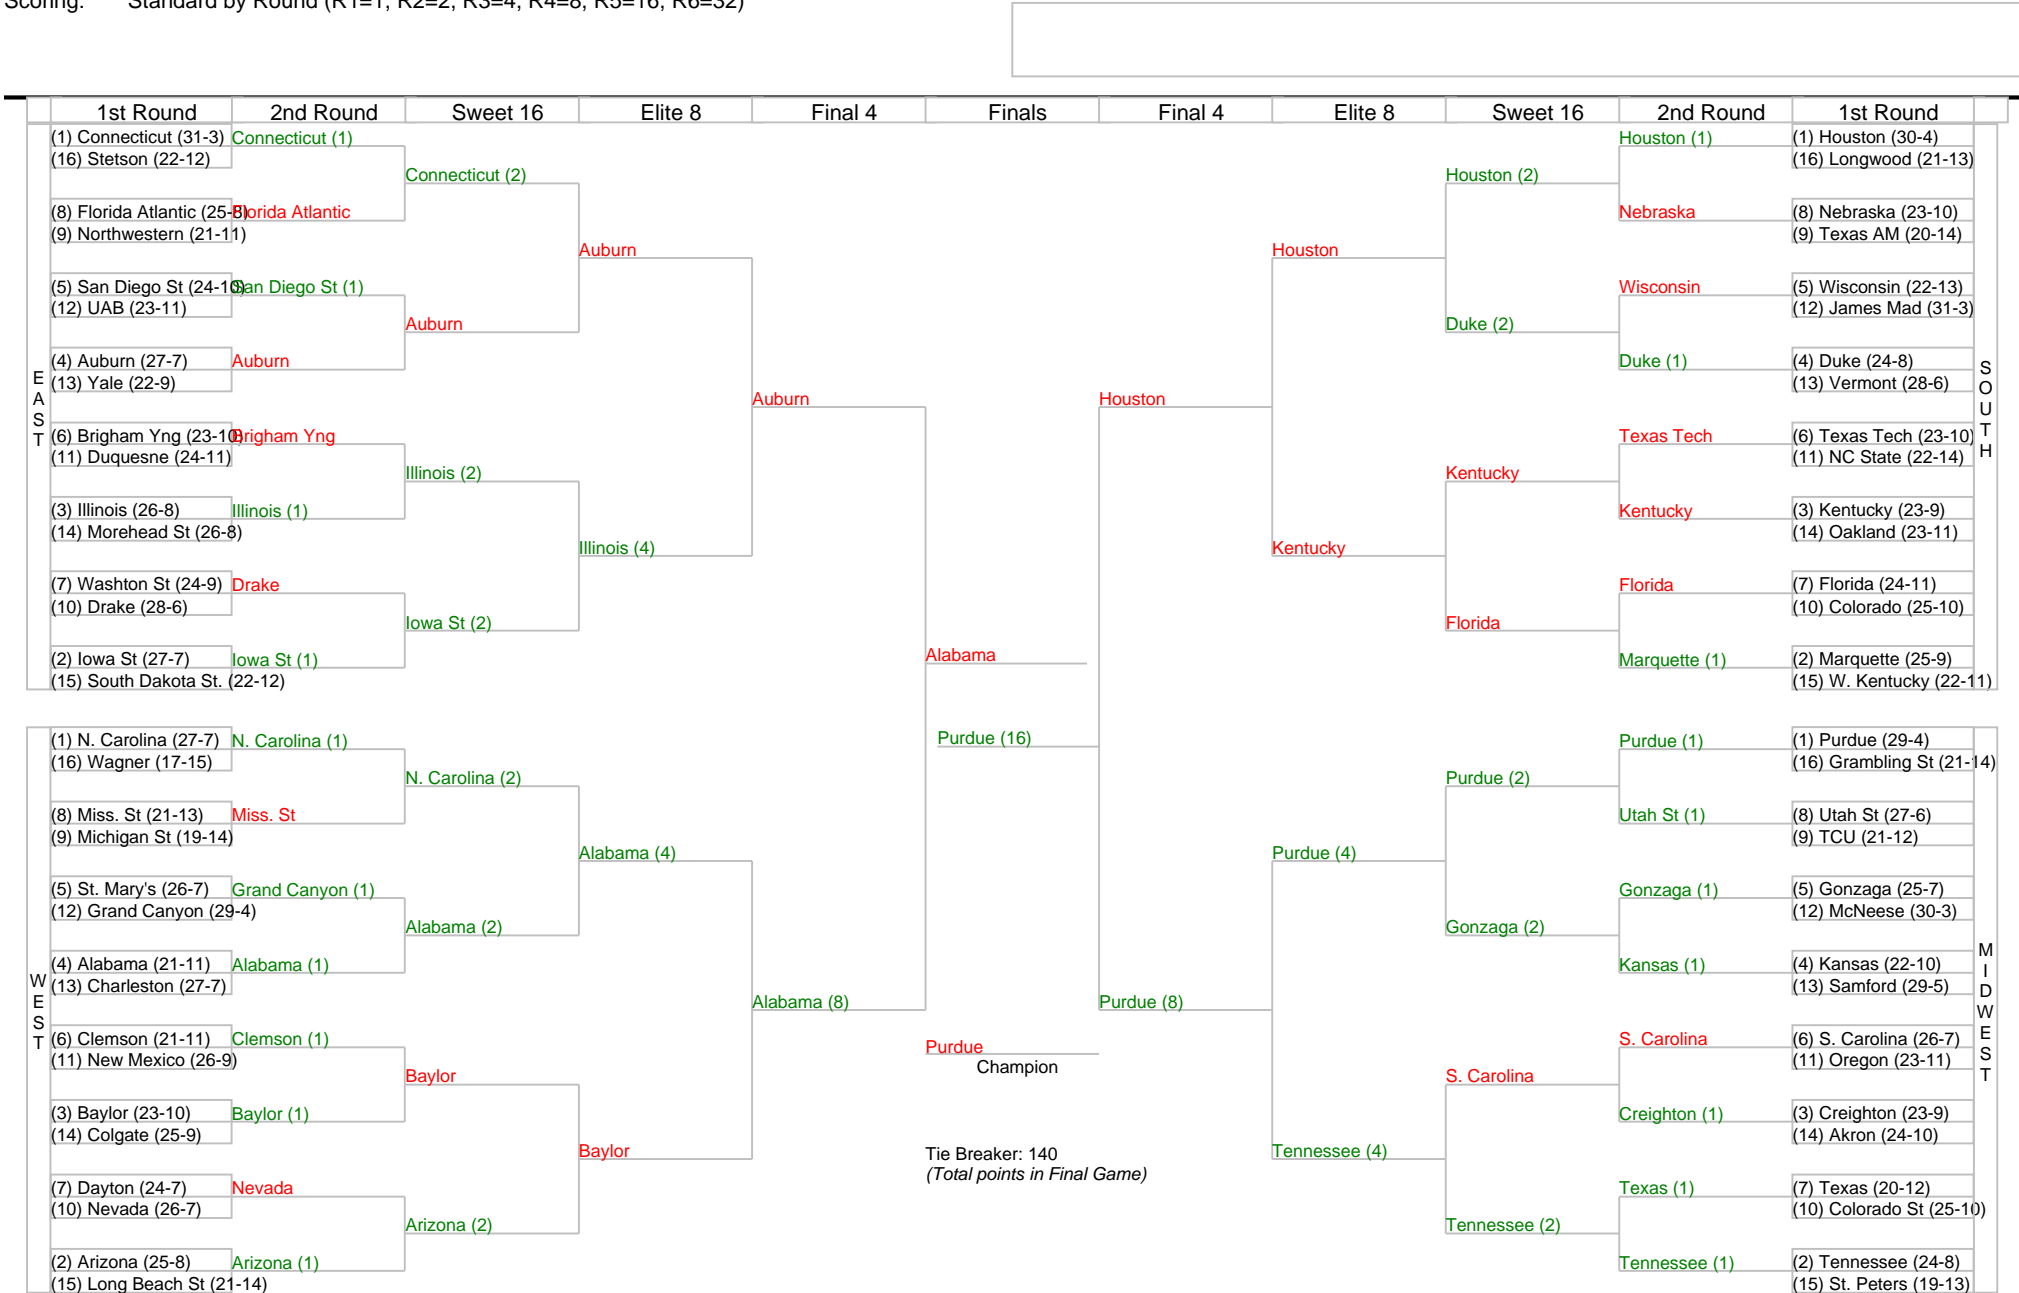 Scoring: Standard by Round (R1=1, R2=2, R3=4, R4=8, R5=16, R6=32)
1st Round 2nd Round Sweet 16 Elite 8 Final 4 Finals Final 4 Elite 8 Sweet 16 2nd Round 1st Round
EAST
(1) Connecticut (31-3)
(16) Stetson (22-12)
(8) Florida Atlantic (25-8)
(9) Northwestern (21-11)
(5) San Diego St (24-10)
(12) UAB (23-11)
(4) Auburn (27-7)
(13) Yale (22-9)
(6) Brigham Yng (23-10)
(11) Duquesne (24-11)
(3) Illinois (26-8)
(14) Morehead St (26-8)
(7) Washton St (24-9)
(10) Drake (28-6)
(2) Iowa St (27-7)
(15) South Dakota St. (22-12)
Connecticut (1)
Florida Atlantic
San Diego St (1)
Auburn
Brigham Yng
Illinois (1)
Drake
Iowa St (1)
Connecticut (2)
Auburn
Illinois (2)
Iowa St (2)
Auburn
Illinois (4)
Auburn
WEST
(1) N. Carolina (27-7)
(16) Wagner (17-15)
(8) Miss. St (21-13)
(9) Michigan St (19-14)
(5) St. Mary's (26-7)
(12) Grand Canyon (29-4)
(4) Alabama (21-11)
(13) Charleston (27-7)
(6) Clemson (21-11)
(11) New Mexico (26-9)
(3) Baylor (23-10)
(14) Colgate (25-9)
(7) Dayton (24-7)
(10) Nevada (26-7)
(2) Arizona (25-8)
(15) Long Beach St (21-14)
N. Carolina (1)
Miss. St
Grand Canyon (1)
Alabama (1)
Clemson (1)
Baylor (1)
Nevada
Arizona (1)
N. Carolina (2)
Alabama (2)
Baylor
Arizona (2)
Alabama (4)
Baylor
Alabama (8)
Alabama
Purdue (16)
Purdue
Champion
Tie Breaker: 140
(Total points in Final Game)
Houston
Houston
Kentucky
Houston (2)
Duke (2)
Kentucky
Florida
Houston (1)
Nebraska
Wisconsin
Duke (1)
Texas Tech
Kentucky
Florida
Marquette (1)
(1) Houston (30-4)
(16) Longwood (21-13)
(8) Nebraska (23-10)
(9) Texas AM (20-14)
(5) Wisconsin (22-13)
(12) James Mad (31-3)
(4) Duke (24-8)
(13) Vermont (28-6)
(6) Texas Tech (23-10)
(11) NC State (22-14)
(3) Kentucky (23-9)
(14) Oakland (23-11)
(7) Florida (24-11)
(10) Colorado (25-10)
(2) Marquette (25-9)
(15) W. Kentucky (22-11)
SOUTH
Purdue (8)
Purdue (4)
Tennessee (4)
Purdue (2)
Gonzaga (2)
S. Carolina
Tennessee (2)
Purdue (1)
Utah St (1)
Gonzaga (1)
Kansas (1)
S. Carolina
Creighton (1)
Texas (1)
Tennessee (1)
(1) Purdue (29-4)
(16) Grambling St (21-14)
(8) Utah St (27-6)
(9) TCU (21-12)
(5) Gonzaga (25-7)
(12) McNeese (30-3)
(4) Kansas (22-10)
(13) Samford (29-5)
(6) S. Carolina (26-7)
(11) Oregon (23-11)
(3) Creighton (23-9)
(14) Akron (24-10)
(7) Texas (20-12)
(10) Colorado St (25-10)
(2) Tennessee (24-8)
(15) St. Peters (19-13)
MIDWEST